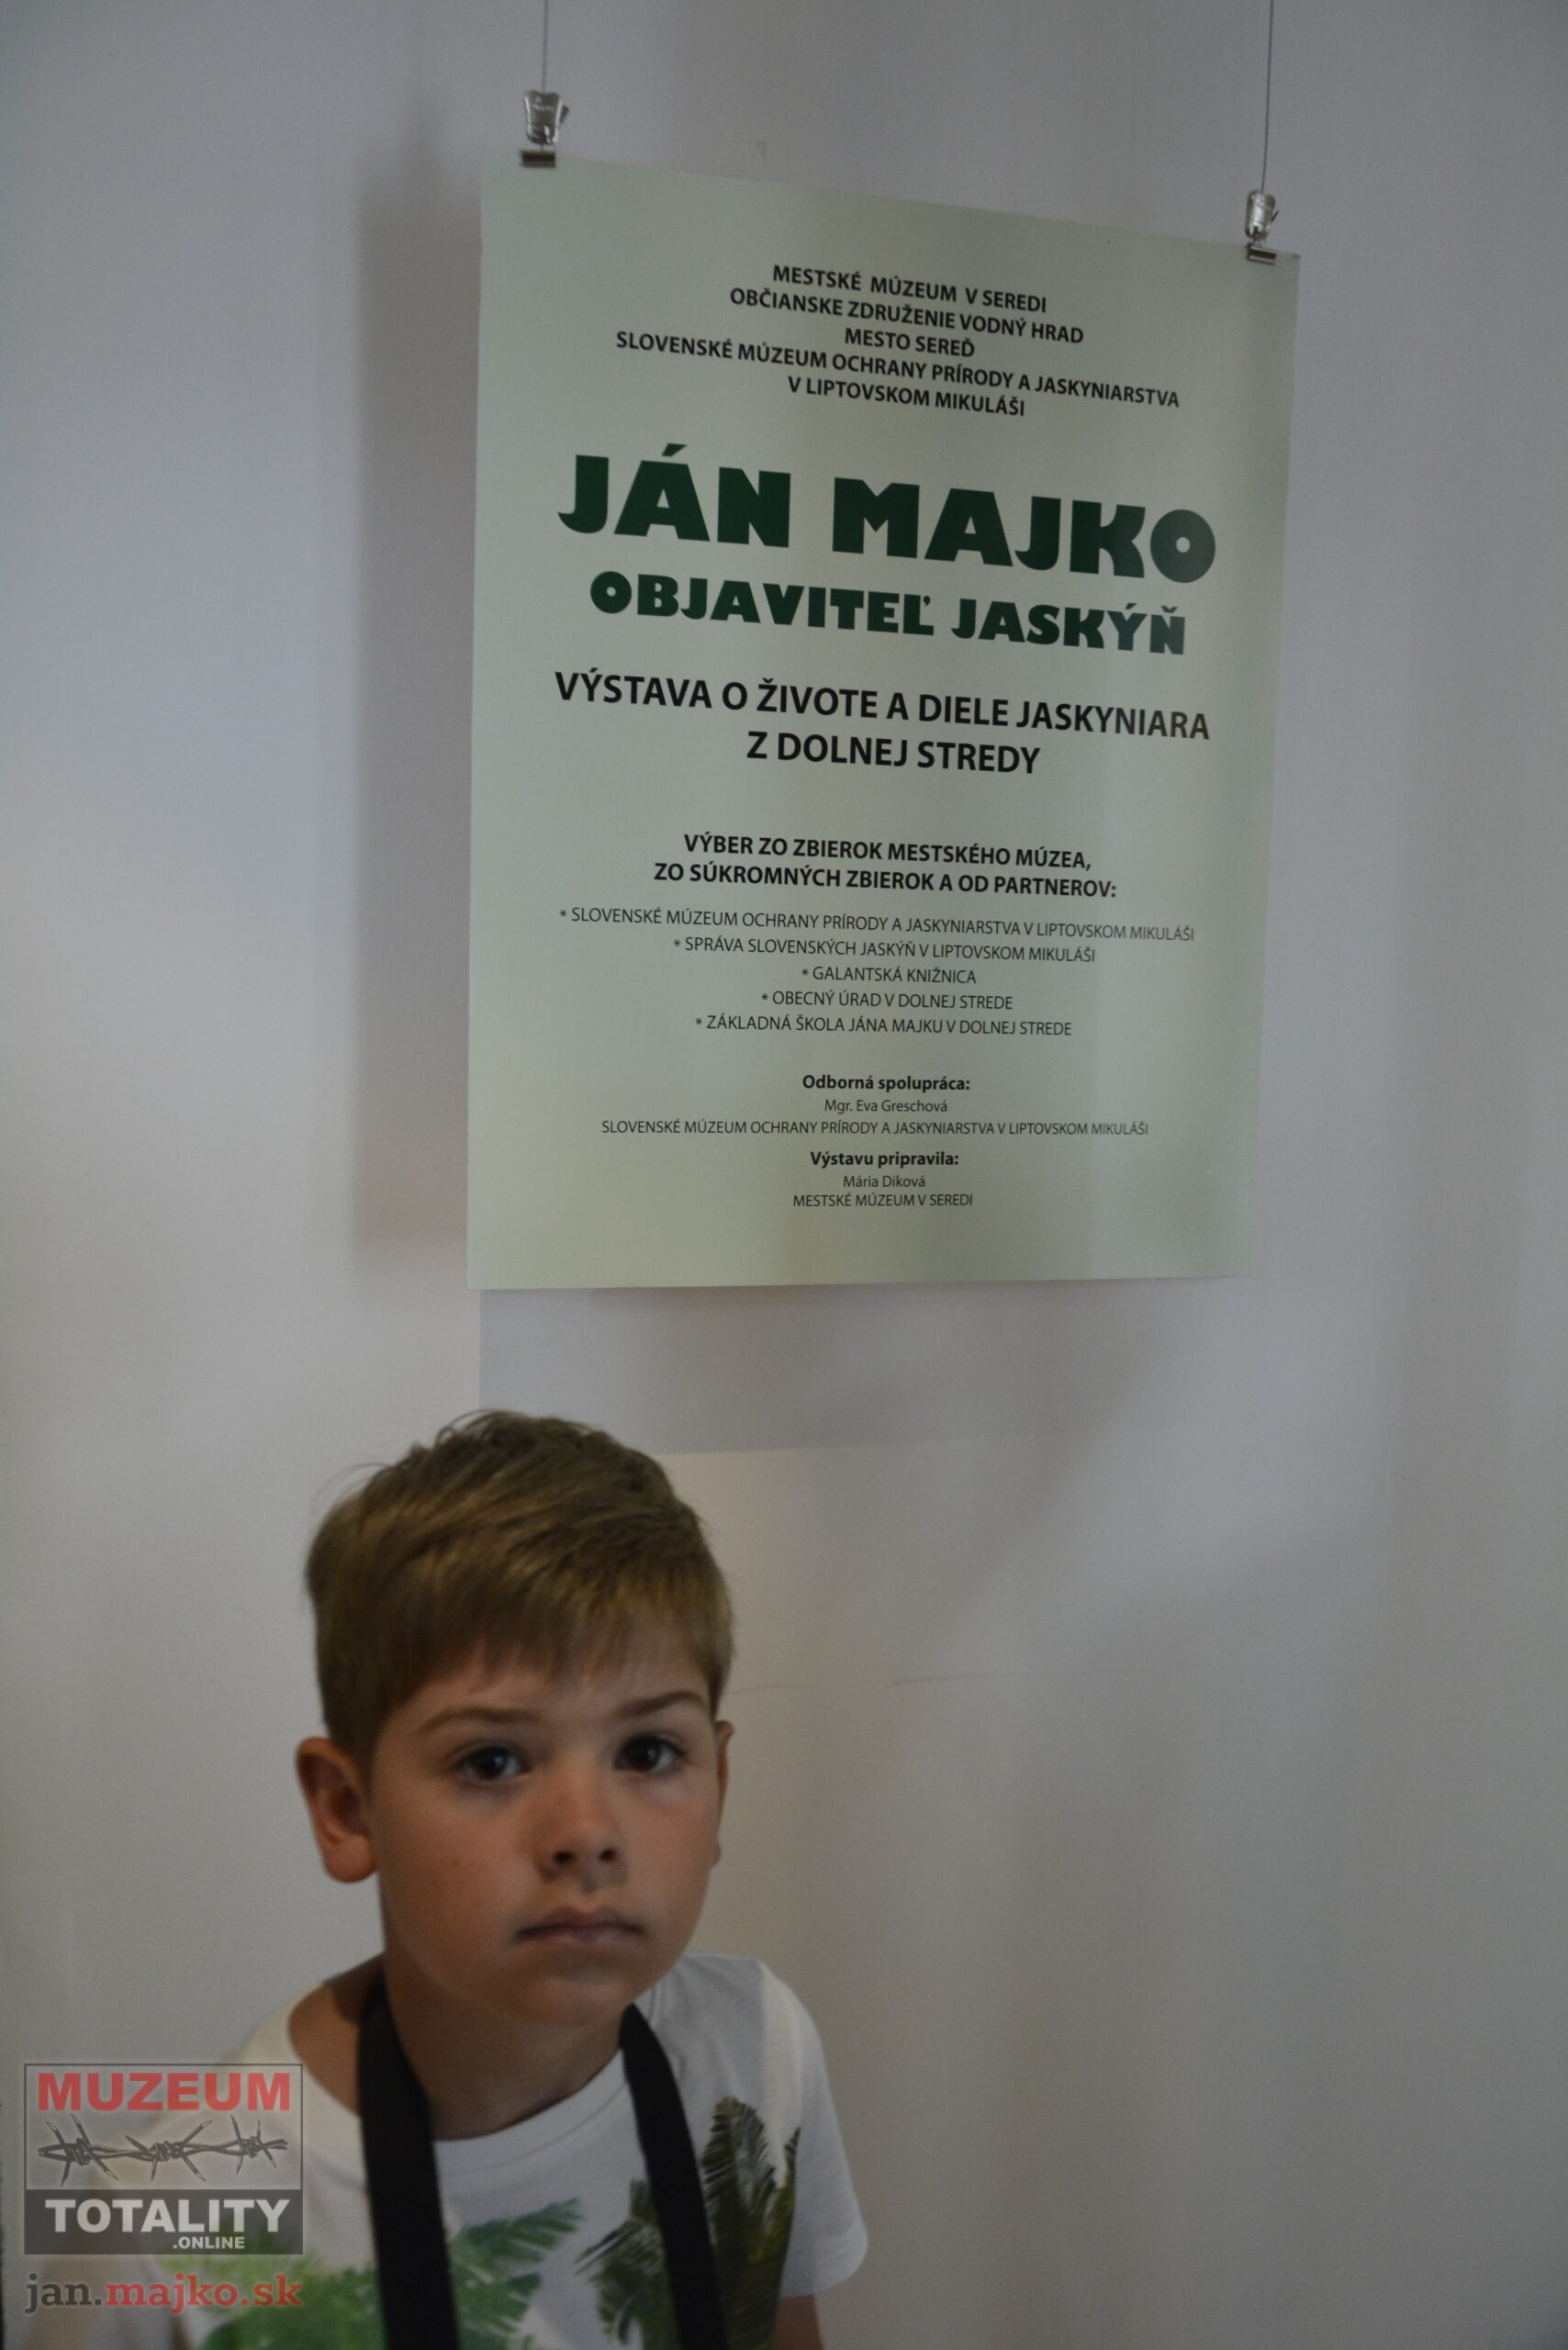 MESTSKÉ MÚZEUM V SEREDI
OBČIANSKE ZDRUŽENIE VODNÝ HRAD
MESTO SEREĎ
SLOVENSKÉ MÚZEUM OCHRANY PRÍRODY A JASKYNIARSTVA
V LIPTOVSKOM MIKULÁŠI
JÁN MAJKO
OBJAVITEĽ JASKÝŇ
VÝSTAVA O ŽIVOTE A DIELE JASKYNIARA
Z DOLNEJ STREDY
VÝBER ZO ZBIEROK MESTSKÉHO MÚZEA,
ZO SÚKROMNÝCH ZBIEROK A OD PARTNEROV:
* SLOVENSKÉ MÚZEUM OCHRANY PRÍRODY A JASKYNIARSTVA V LIPTOVSKOM MIKULÁŠI
* SPRÁVA SLOVENSKÝCH JASKÝŇ V LIPTOVSKOM MIKULÁŠI
* GALANTSKÁ KNIŽNICA
* OBECNÝ ÚRAD V DOLNEJ STREDE
* ZÁKLADNÁ ŠKOLA JÁNA MAJKU V DOLNEJ STREDE
Odborná spolupráca:
Mgr. Eva Greschová
SLOVENSKÉ MÚZEUM OCHRANY PRÍRODY A JASKYNIARSTVA V LIPTOVSKOM MIKULÁŠI
Výstavu pripravila:
Mária Diková
MESTSKÉ MÚZEUM V SEREDI
MUZEUM
TOTALITY
.ONLINE
jan.majko.sk